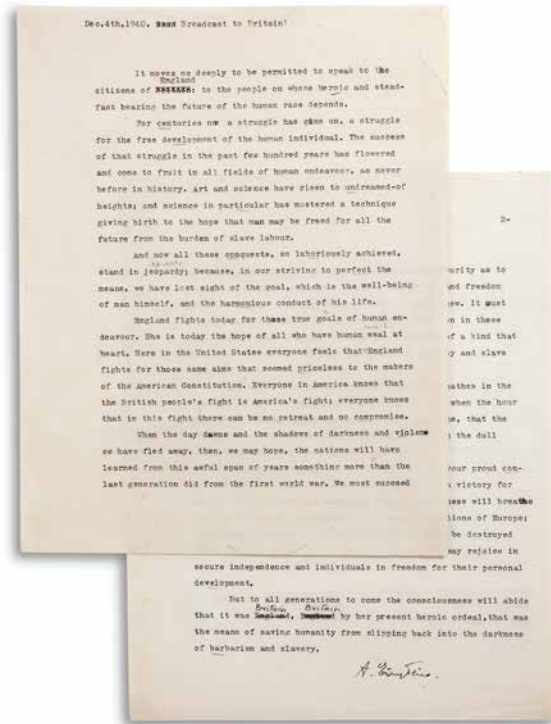 Dec.4th,1940. Broadcast to Britain!
It moves me deeply to be permitted to speak to the
England
citizens of Britain; to the people on whose heroic and stead-
fast bearing the future of the human race depends.
For centuries now a struggle has gone on, a struggle
for the free development of the human individual. The success
of that struggle in the past few hundred years has flowered
and come to fruit in all fields of human endeavour, as never
before in history. Art and science have risen to undreamed-of
heights; and science in particular has mastered a technique
giving birth to the hope that man may be freed for all the
future from the burden of slave labour.
And now all these conquests, so laboriously achieved,
stand in jeopardy; because, in our striving to perfect the
means, we have lost sight of the goal, which is the well-being
of man himself, and the harmonious conduct of his life.
England fights today for these true goals of human en-
deavour. She is today the hope of all who have human weal at
heart. Here in the United States everyone feels that England
fights for those same aims that seemed priceless to the makers
of the American Constitution. Everyone in America knows that
the British people's fight is America's fight; everyone knows
that in this fight there can be no retreat and no compromise.
When the day dawns and the shadows of darkness and violen
ce have fled away, then, we may hope, the nations will have
learned from this awful span of years something more than the
last generation did from the first world war. We must succeed
2-
urity as to
nd freedom
ew. It must
n in these
f a kind that
y and slave
eathes in the
when the hour
e, that the
the dull
our proud con-
victory for
ness will breathe
tions of Europe;
be destroyed
may rejoice in
secure independence and individuals in freedom for their personal
development.
But to all generations to come the consciousness will abide
Britain Britain
that it was England, England by her present heroic ordeal,that was
the means of saving humanity from slipping back into the darkness
of barbarism and slavery.
A. Einstein.